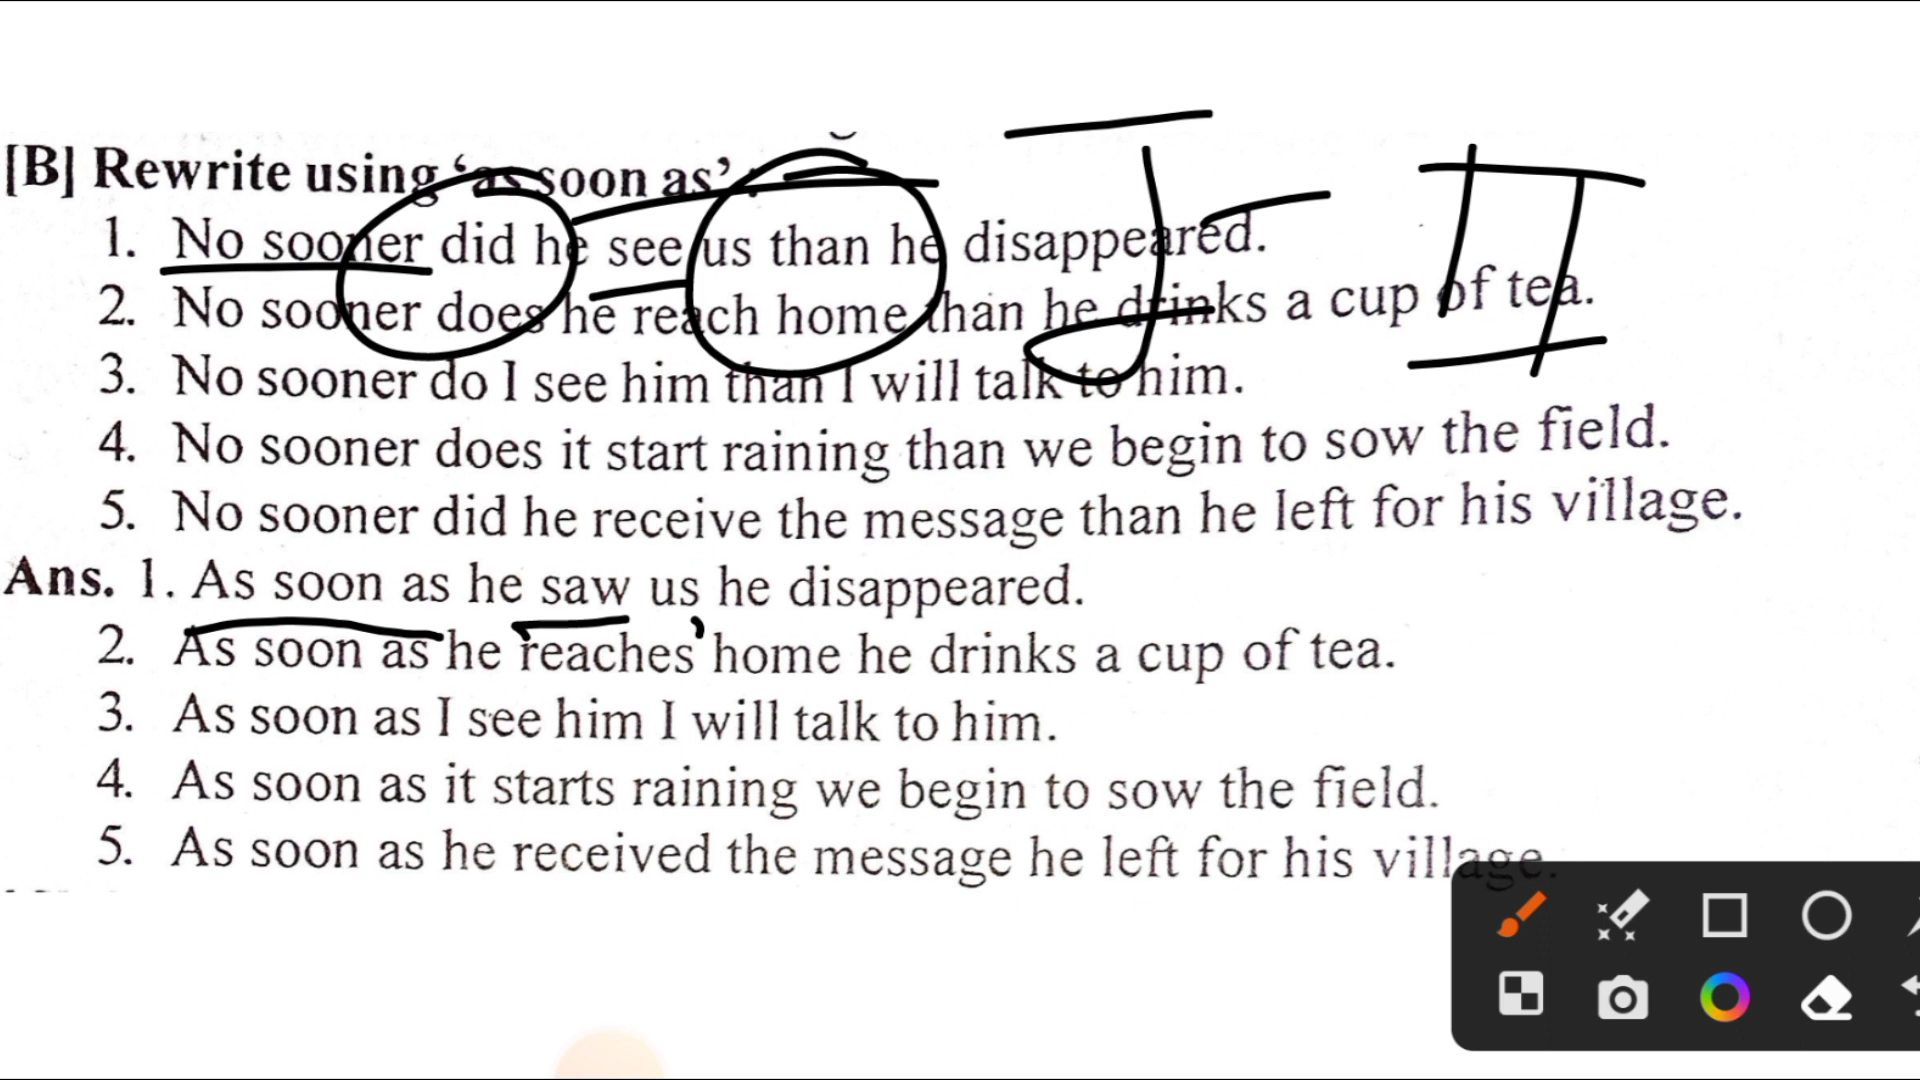 [B] Rewrite using ‘as soon as’ :
1. No sooner did he see us than he disappeared.
2. No sooner does he reach home than he drinks a cup of tea.
3. No sooner do I see him than I will talk to him.
4. No sooner does it start raining than we begin to sow the field.
5. No sooner did he receive the message than he left for his village.
Ans. 1. As soon as he saw us he disappeared.
2. As soon as he reaches home he drinks a cup of tea.
3. As soon as I see him I will talk to him.
4. As soon as it starts raining we begin to sow the field.
5. As soon as he received the message he left for his village.
I II